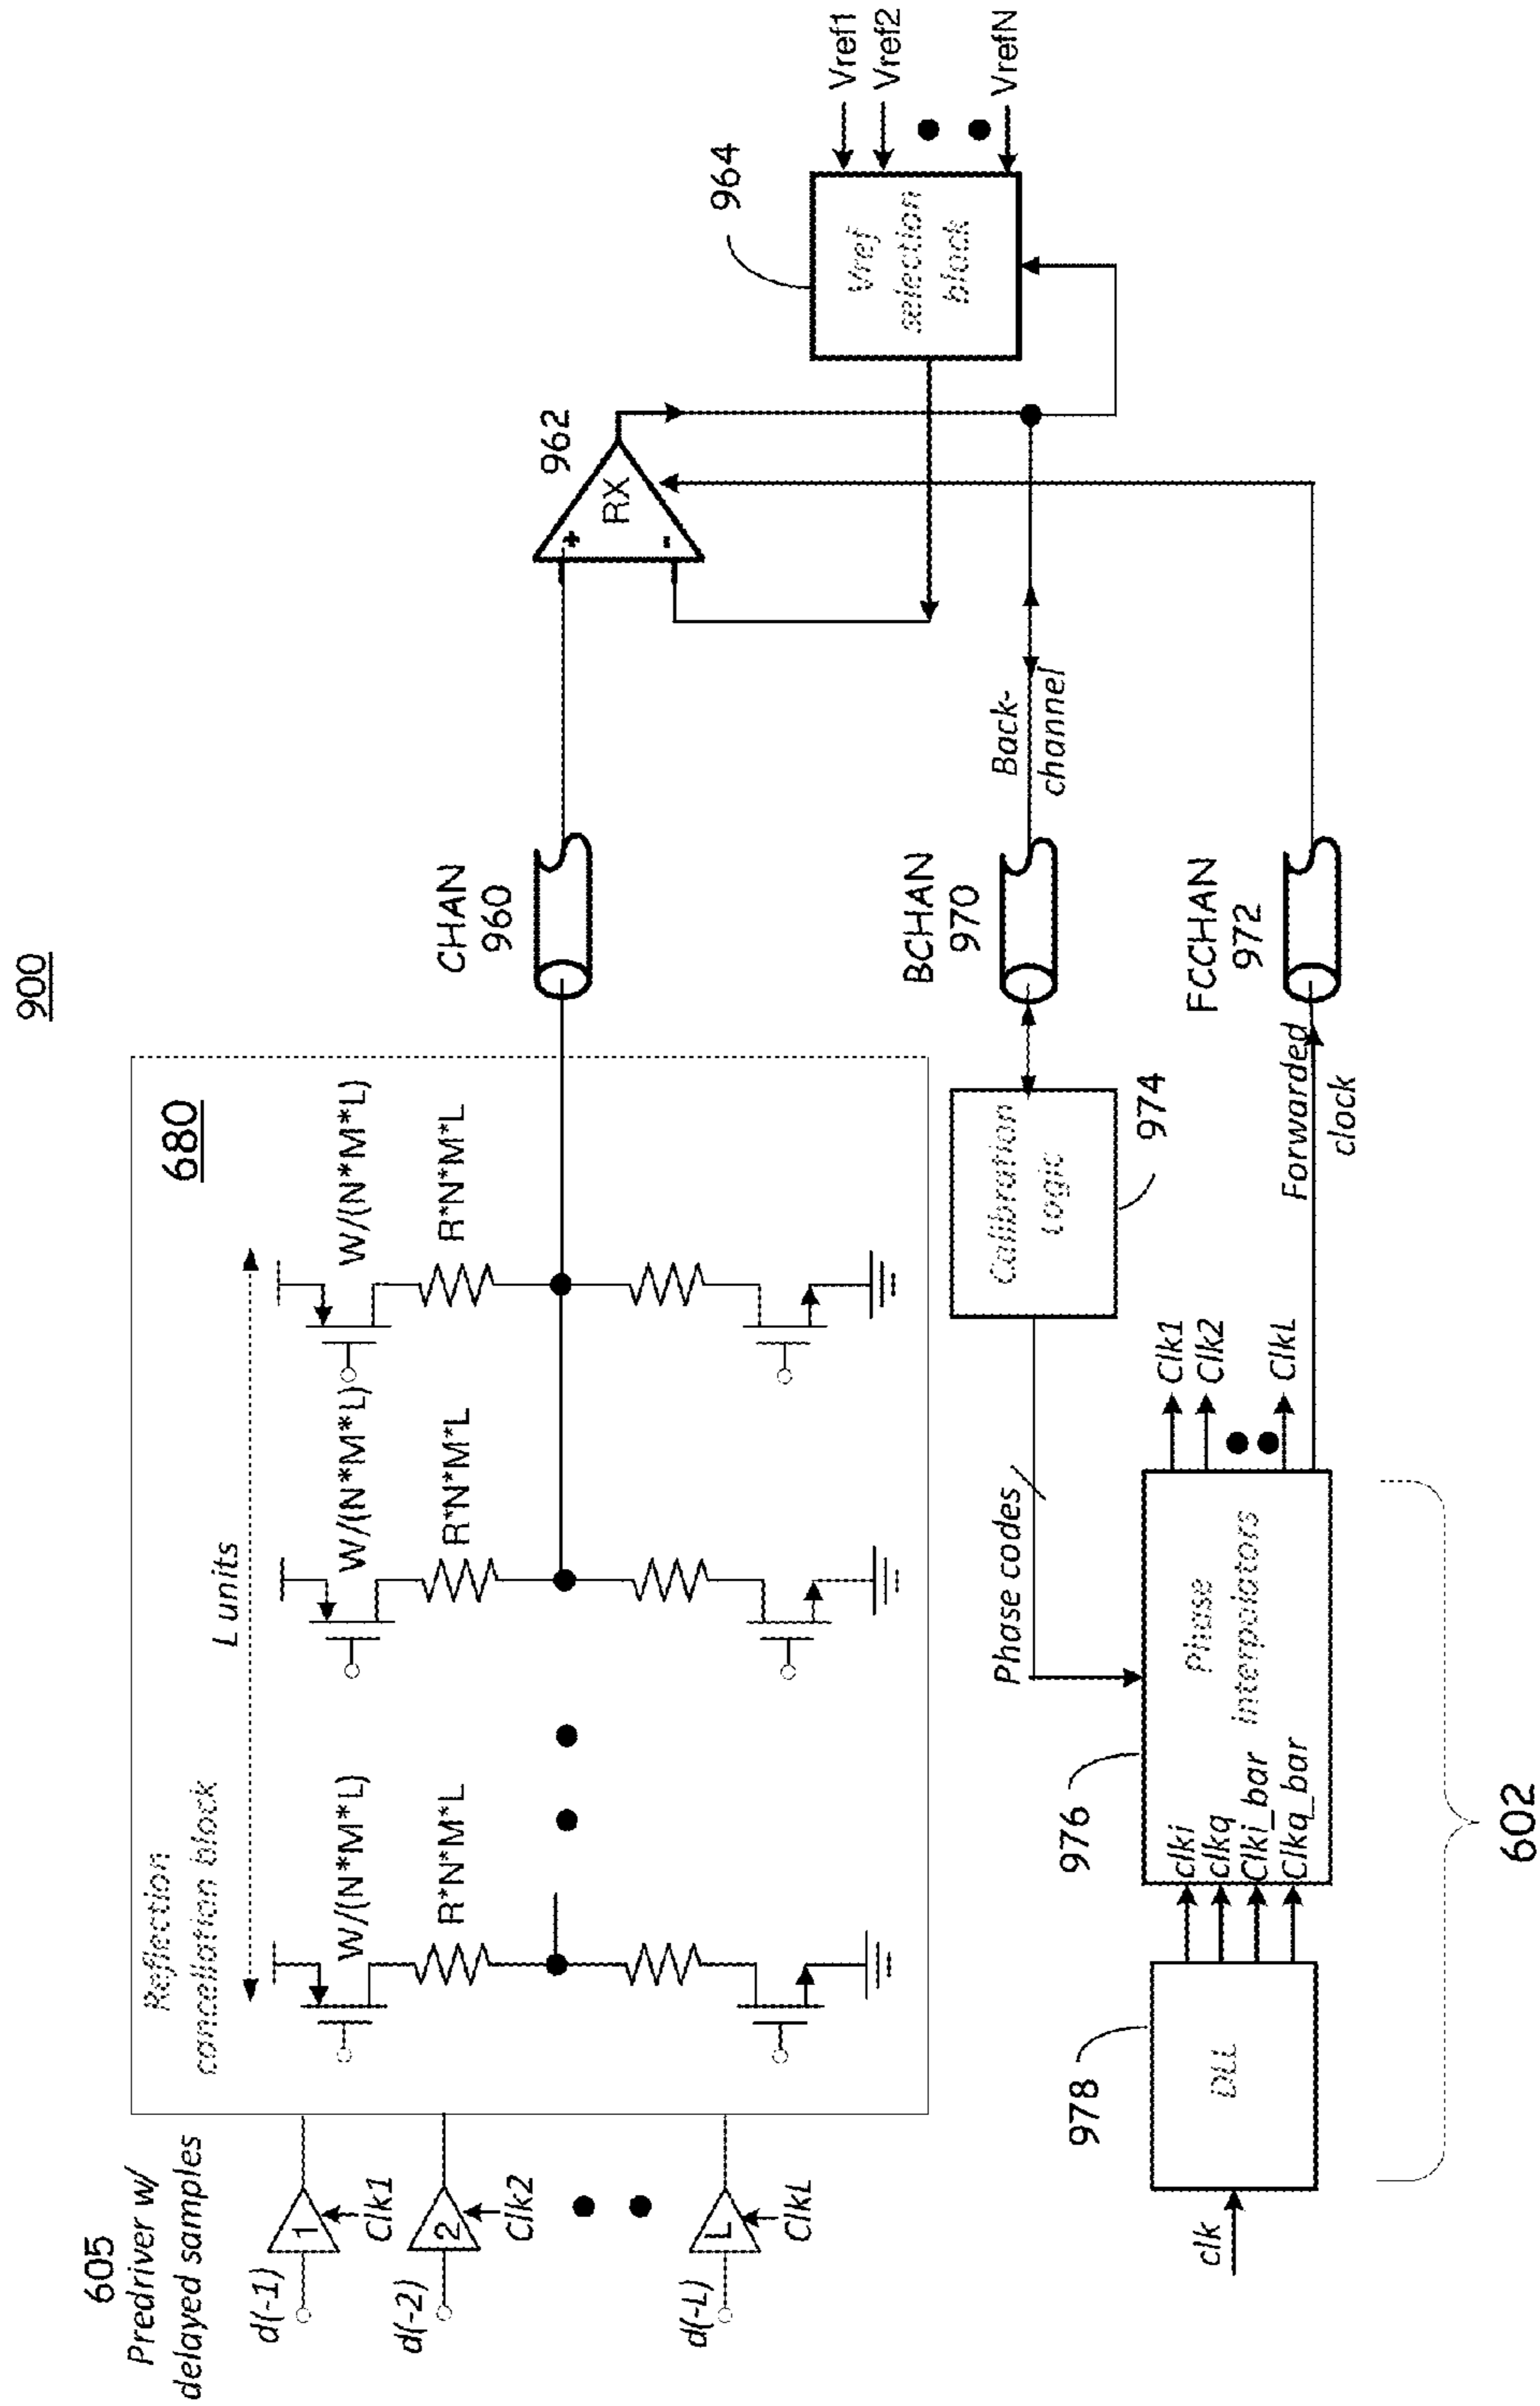 900
605
Predriver w/
delayed samples
d(-1)
1
Clk1
d(-2)
2
Clk2
d(-L)
L
ClkL
Reflection
cancellation block
L units
680
W/(N*M*L)
R*N*M*L
W/(N*M*L)
R*N*M*L
W/(N*M*L)
R*N*M*L
CHAN
960
962
RX
+
-
964
Vref
selection
block
Vref1
Vref2
VrefN
BCHAN
970
Back-
channel
Calibration
Logic
974
Phase codes
FCCHAN
972
Forwarded
clock
clk
978
DLL
976
clki
clkq
Clki_bar
Clkq_bar
Phase
interpolators
Clk1
Clk2
ClkL
602